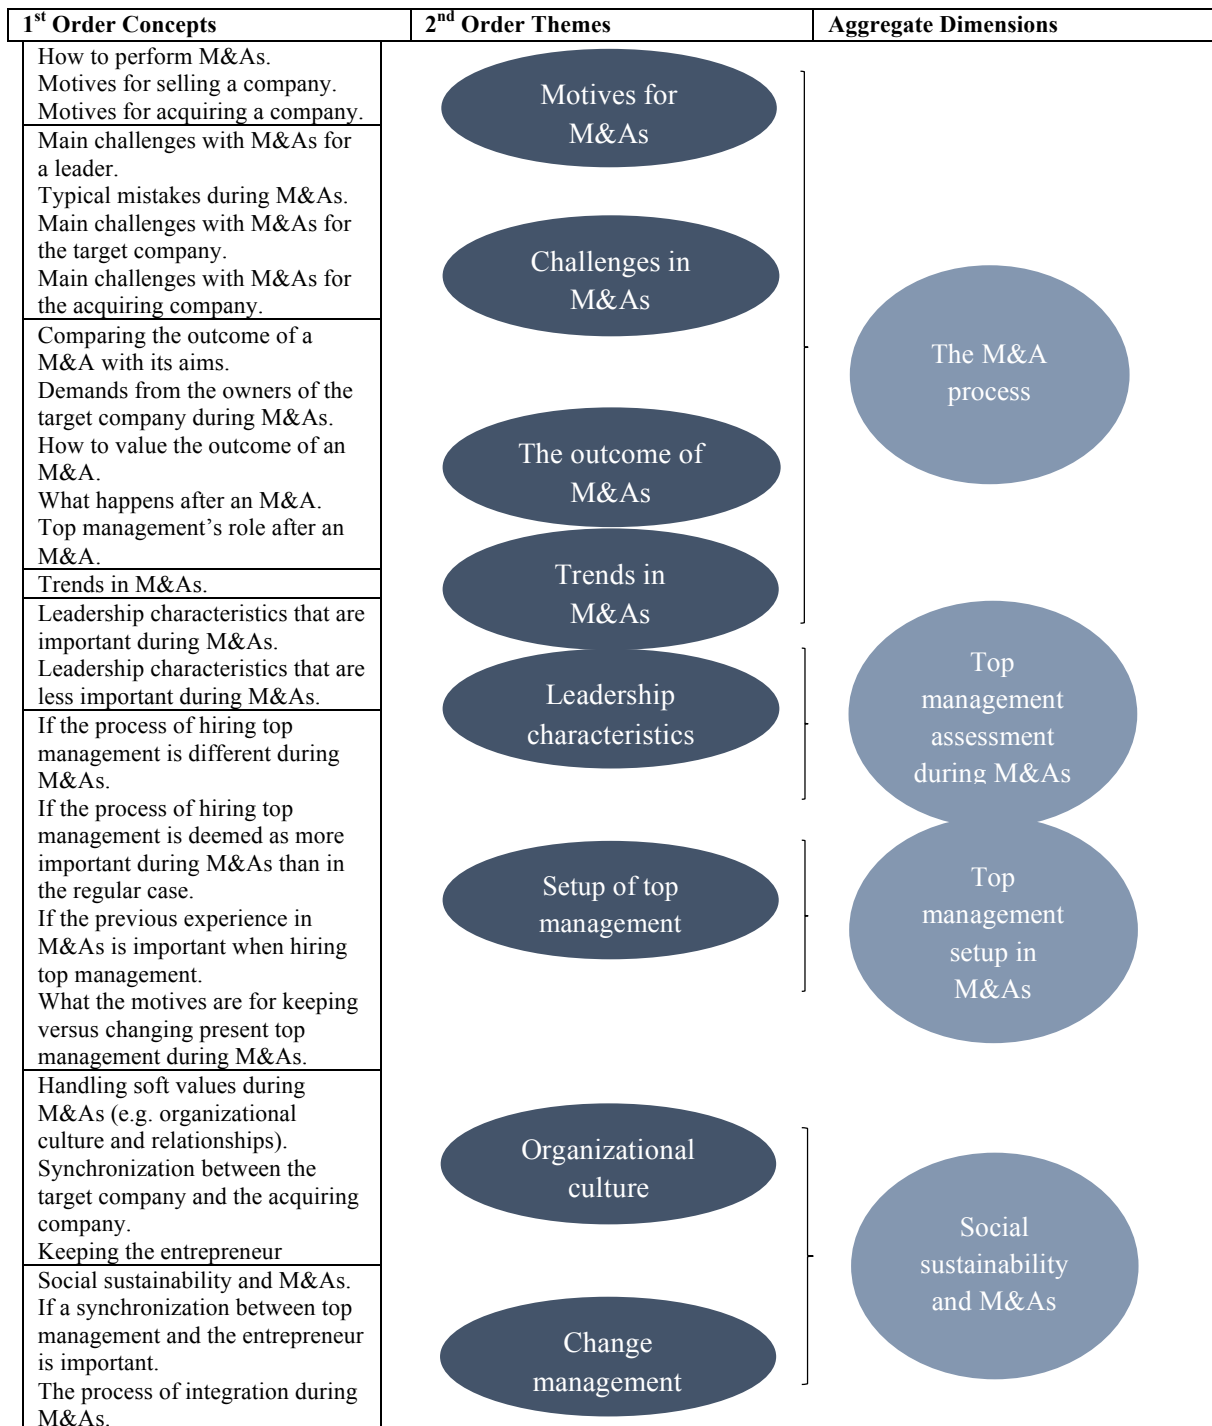 1st Order Concepts
2nd Order Themes
Aggregate Dimensions
How to perform M&As.
Motives for selling a company.
Motives for acquiring a company.
Main challenges with M&As for
a leader.
Typical mistakes during M&As.
Main challenges with M&As for
the target company.
Main challenges with M&As for
the acquiring company.
Comparing the outcome of a
M&A with its aims.
Demands from the owners of the
target company during M&As.
How to value the outcome of an
M&A.
What happens after an M&A.
Top management’s role after an
M&A.
Trends in M&As.
Leadership characteristics that are
important during M&As.
Leadership characteristics that are
less important during M&As.
If the process of hiring top
management is different during
M&As.
If the process of hiring top
management is deemed as more
important during M&As than in
the regular case.
If the previous experience in
M&As is important when hiring
top management.
What the motives are for keeping
versus changing present top
management during M&As.
Handling soft values during
M&As (e.g. organizational
culture and relationships).
Synchronization between the
target company and the acquiring
company.
Keeping the entrepreneur
Social sustainability and M&As.
If a synchronization between top
management and the entrepreneur
is important.
The process of integration during
M&As.
Motives for
M&As
Challenges in
M&As
The outcome of
M&As
Trends in
M&As
Leadership
characteristics
Setup of top
management
Organizational
culture
Change
management
The M&A
process
Top
management
assessment
during M&As
Top
management
setup in
M&As
Social
sustainability
and M&As